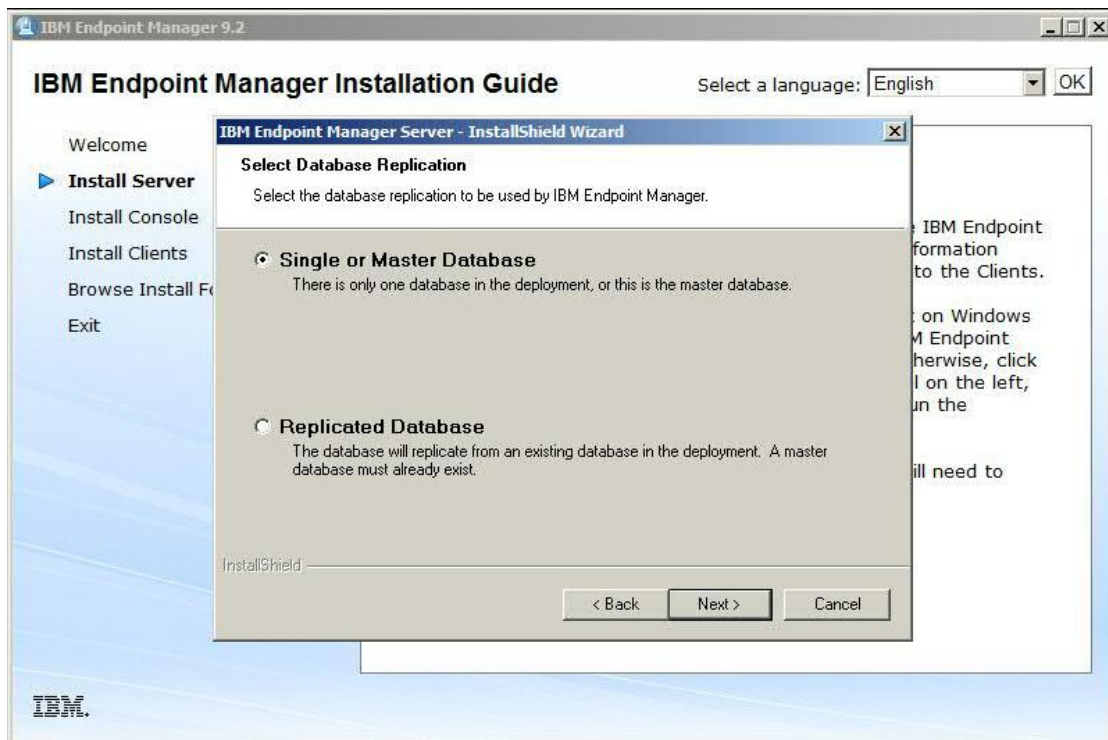 IBM Endpoint Manager 9.2
IBM Endpoint Manager Installation Guide
Select a language: English OK
Welcome
Install Server
Install Console
Install Clients
Browse Install
Exit
IBM Endpoint Manager Server - InstallShield Wizard
Select Database Replication
Select the database replication to be used by IBM Endpoint Manager.
Single or Master Database
There is only one database in the deployment, or this is the master database.
Replicated Database
The database will replicate from an existing database in the deployment. A master
database must already exist.
InstallShield
< Back Next > Cancel
IBM Endpoint
to the Clients.
on Windows
Endpoint
click
on the left,
the
need to
IBM.